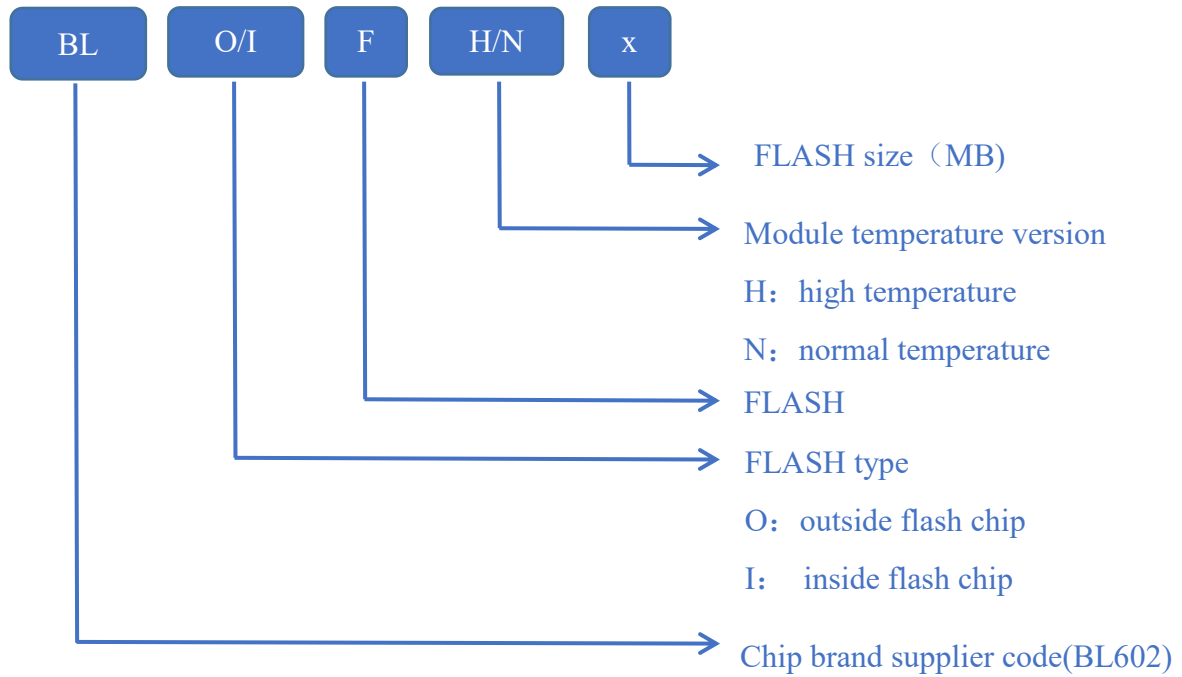 BL O/I F H/N x
FLASH size（MB)
Module temperature version
H：high temperature
N：normal temperature
FLASH
FLASH type
O：outside flash chip
I： inside flash chip
Chip brand supplier code(BL602)